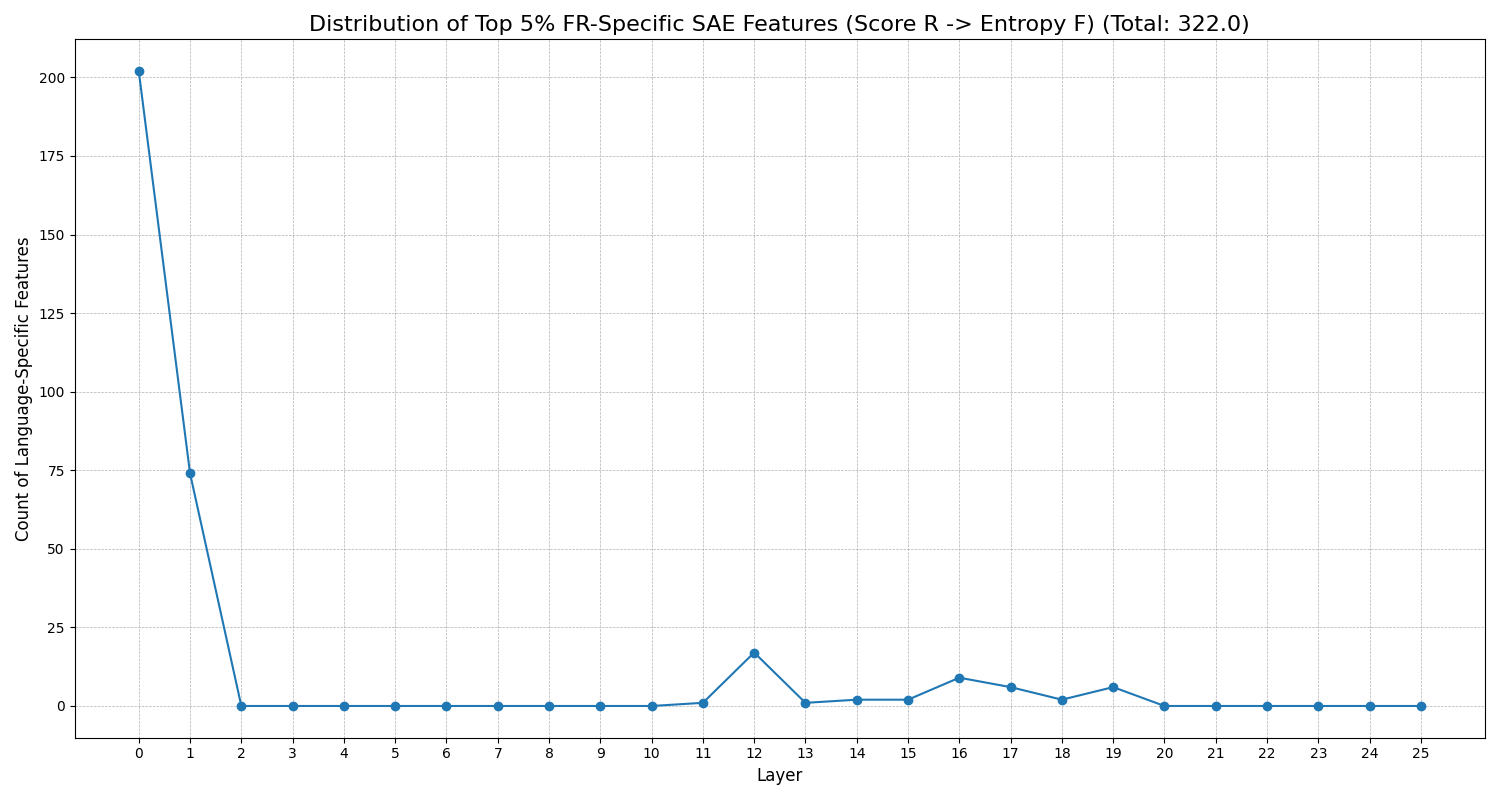 Distribution of Top 5% FR-Specific SAE Features (Score R -> Entropy F) (Total: 322.0)
Count of Language-Specific Features
200
175
150
125
100
75
50
25
0
0 1 2 3 4 5 6 7 8 9 10 11 12 13 14 15 16 17 18 19 20 21 22 23 24 25
Layer